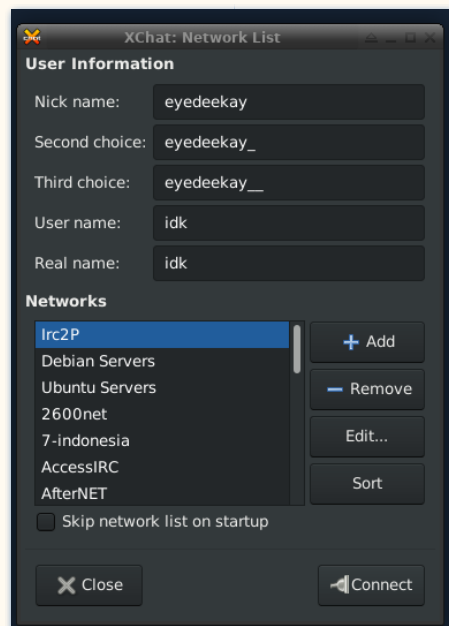 XChat: Network List
User Information
Nick name: eyedeekay
Second choice: eyedeekay_
Third choice: eyedeekay__
User name: idk
Real name: idk
Networks
Irc2P
Debian Servers
Ubuntu Servers
2600net
7-indonesia
AccessIRC
AfterNET
Add
Remove
Edit...
Sort
Skip network list on startup
Close Connect